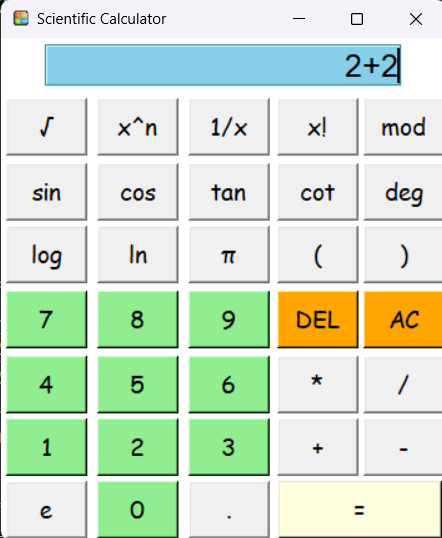 Scientific Calculator
2+2
√ x^n 1/x x! mod
sin cos tan cot deg
log ln π ( )
7 8 9 DEL AC
4 5 6 * /
1 2 3 + -
e 0 . =